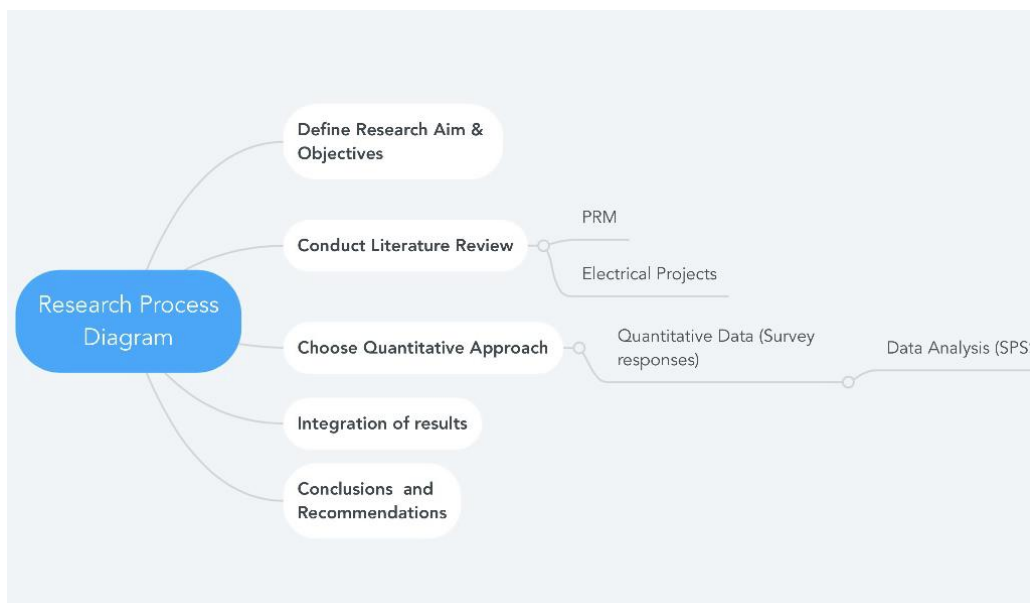 Research Process
Diagram
Define Research Aim &
Objectives
Conduct Literature Review
PRM
Electrical Projects
Choose Quantitative Approach
Quantitative Data (Survey
responses)
Data Analysis
Integration of results
Conclusions and
Recommendations